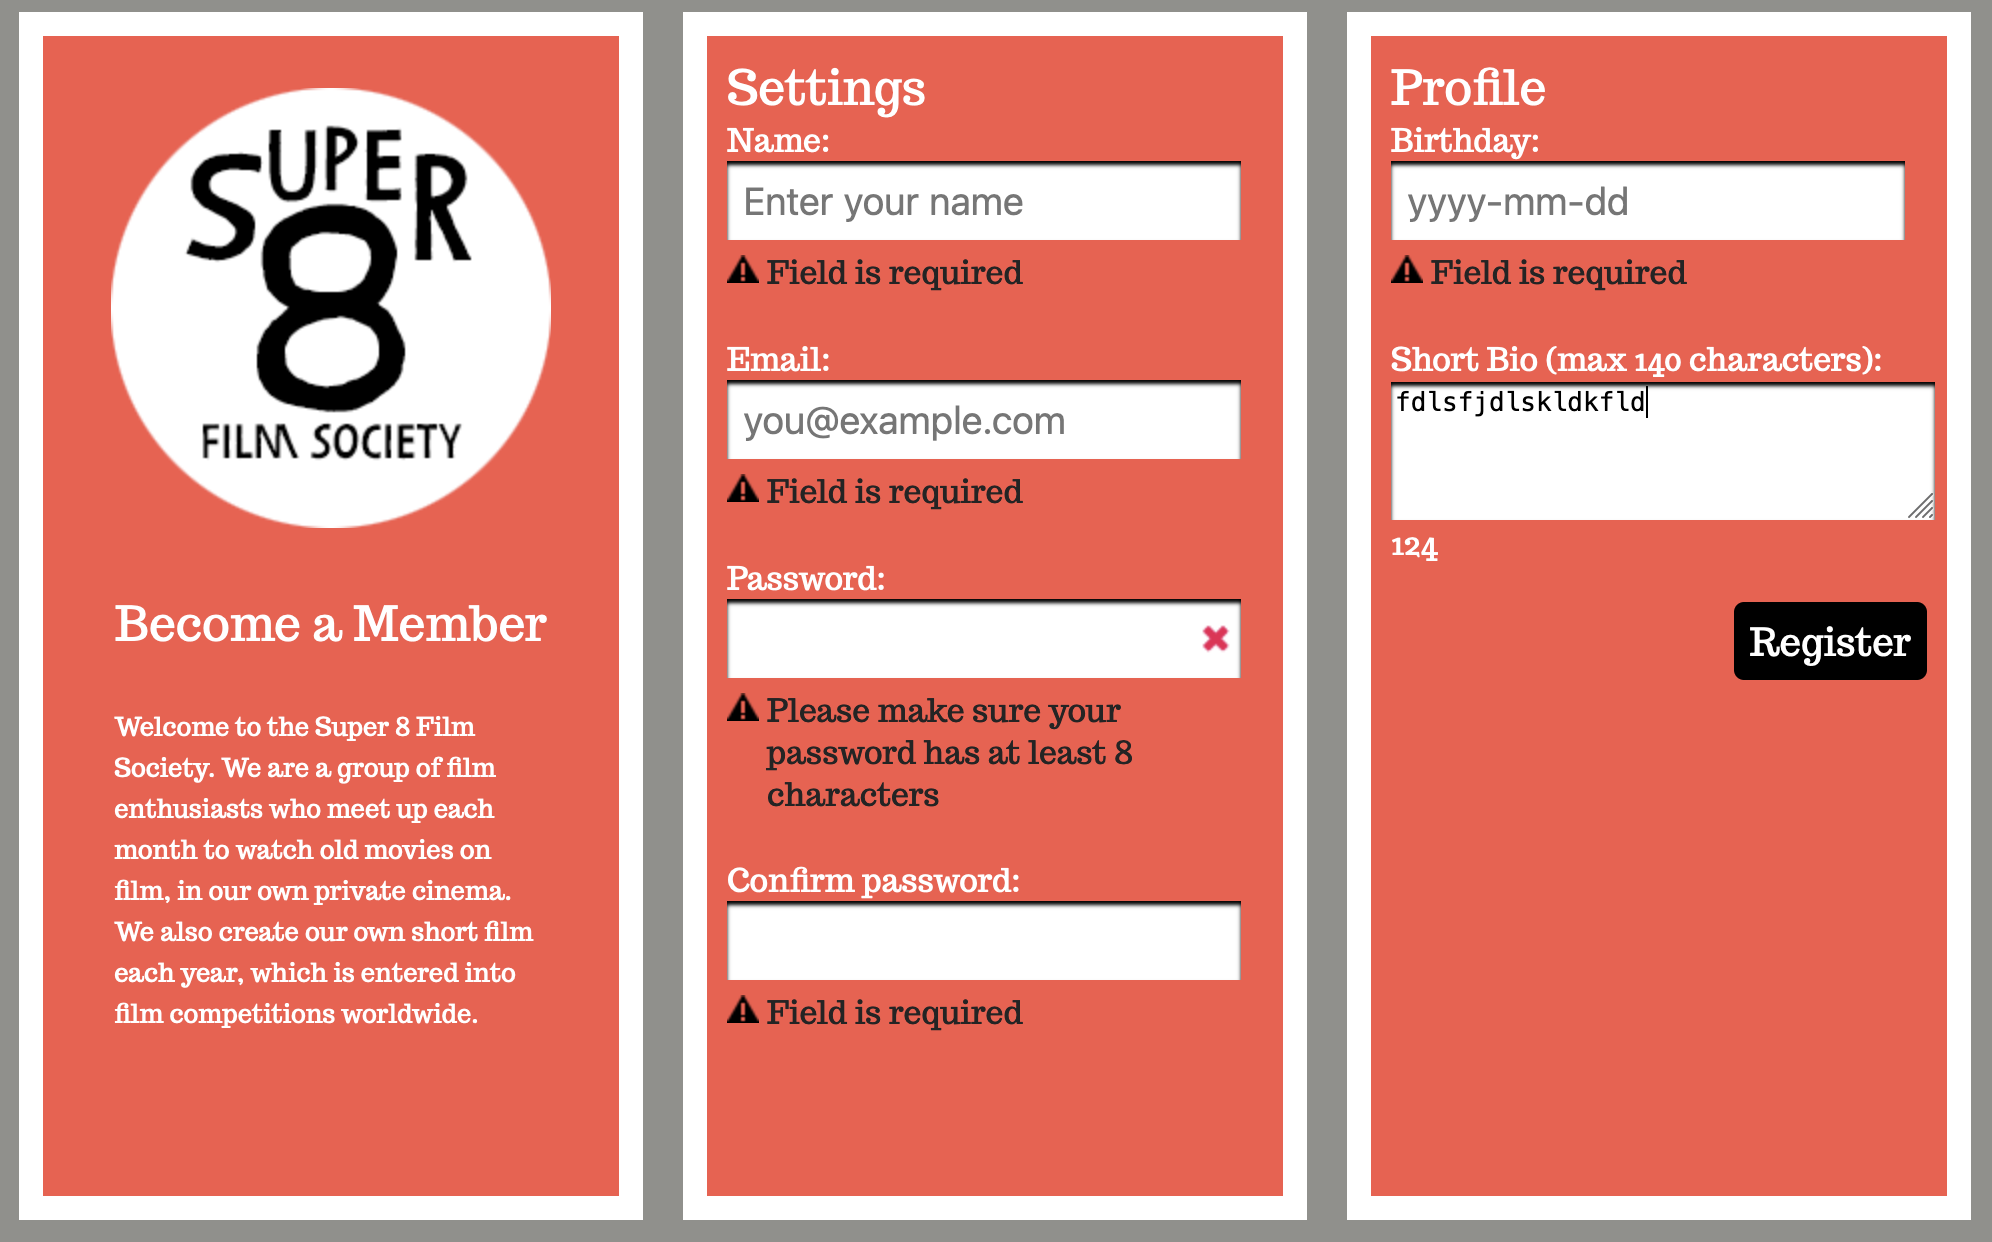 SUPER
8
FILM SOCIETY
Become a Member
Welcome to the Super 8 Film
Society. We are a group of film
enthusiasts who meet up each
month to watch old movies on
film, in our own private cinema.
We also create our own short film
each year, which is entered into
film competitions worldwide.
Settings
Name:
Enter your name
Field is required
Email:
you@example.com
Field is required
Password:
Please make sure your
password has at least 8
characters
Confirm password:
Field is required
Profile
Birthday:
yyyy-mm-dd
Field is required
Short Bio (max 140 characters):
fdlsfjdlskldkfld
124
Register